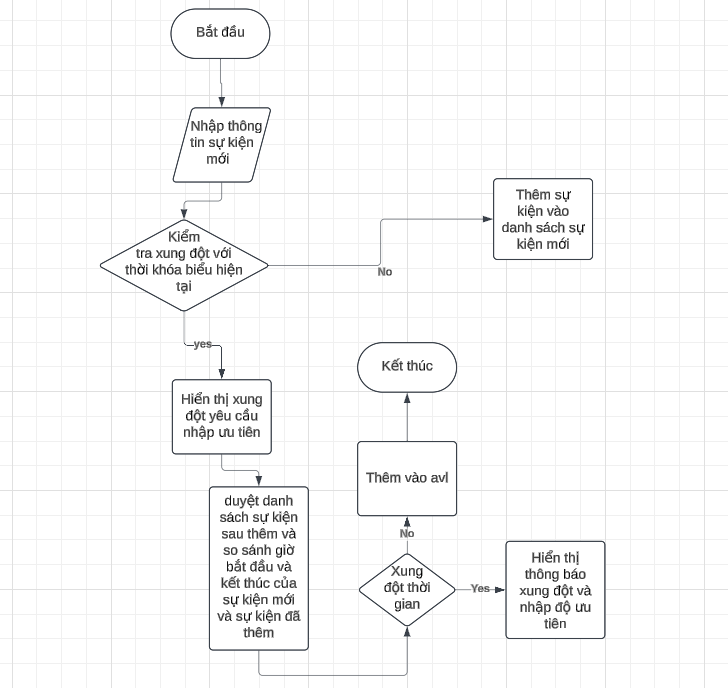 Bắt đầu
Nhập thông
tin sự kiện
mới
Kiểm
tra xung đột với
thời khóa biểu hiện
tại
No
Thêm sự
kiện vào
danh sách sự
kiện mới
yes
Hiển thị xung
đột yêu cầu
nhập ưu tiên
duyệt danh
sách sự kiện
sau thêm và
so sánh giờ
bắt đầu và
kết thúc của
sự kiện mới
và sự kiện đã
thêm
Kết thúc
Thêm vào avl
No
Xung
đột thời
gian
Yes
Hiển thị
thông báo
xung đột và
nhập độ ưu
tiên